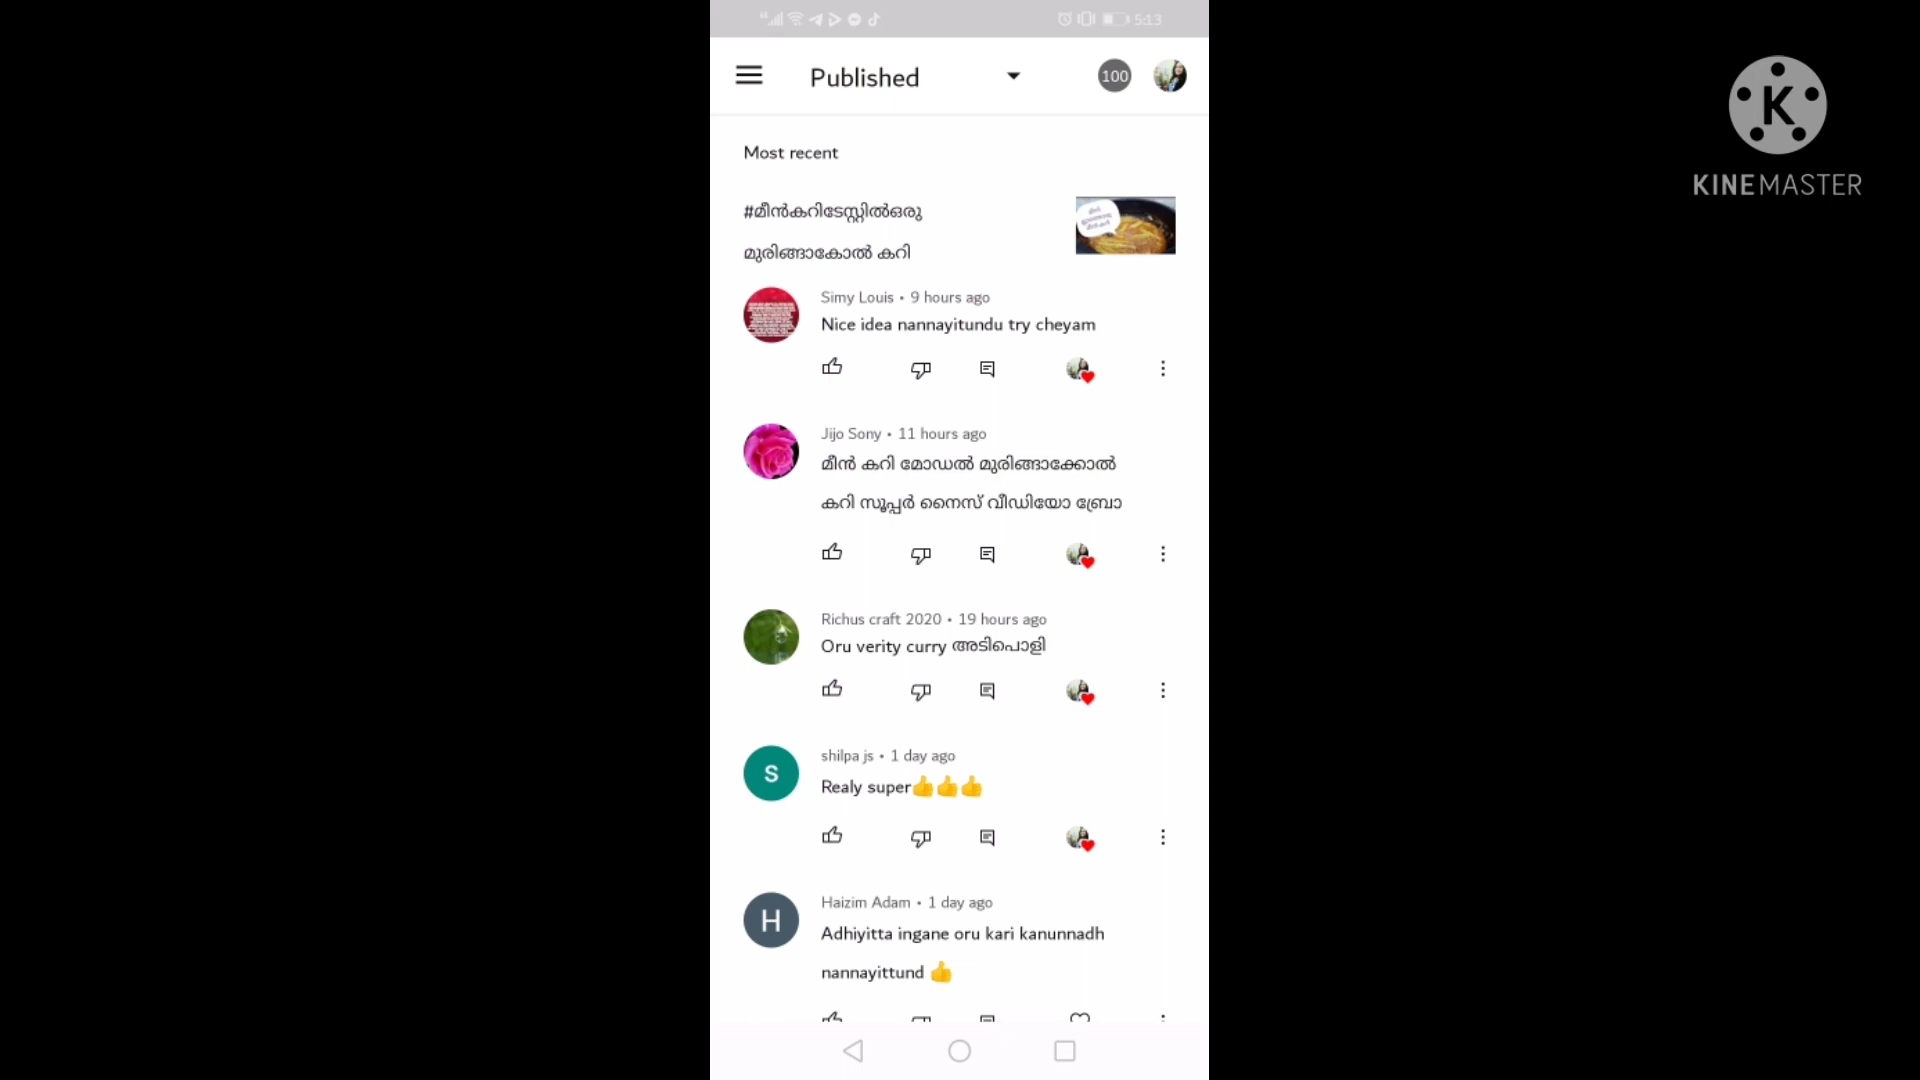 5:13
Published
100
Most recent
#മീൻകറിടേസ്റ്റിൽഒരു
മുരിങ്ങാകോൽ കറി
Simy Louis • 9 hours ago
Nice idea nannayitundu try cheyam
Jijo Sony • 11 hours ago
മീൻ കറി മോഡൽ മുരിങ്ങാക്കോൽ
കറി സൂപ്പർ നൈസ് വീഡിയോ ബ്രോ
Richus craft 2020 • 19 hours ago
Oru verity curry അടിപൊളി
S
shilpa js • 1 day ago
Realy super👍👍👍
H
Haizim Adam • 1 day ago
Adhiyitta ingane oru kari kanunnadh
nannayittund 👍
K
KINEMASTER